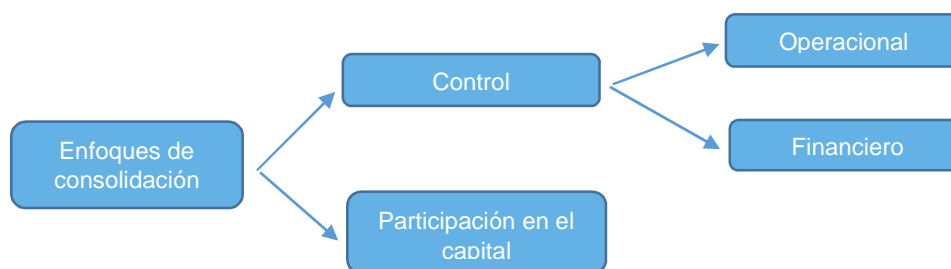 Enfoques de
consolidación
Control
Participación en el
capital
Operacional
Financiero